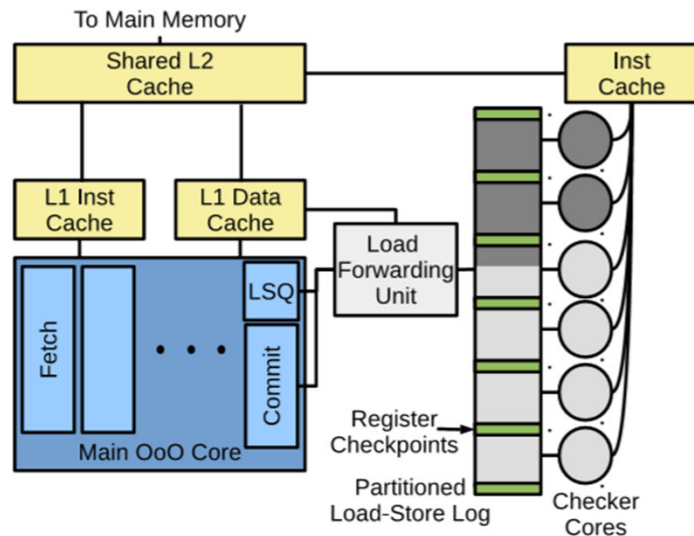 To Main Memory
Shared L2
Cache
Inst
Cache
L1 Inst
Cache
L1 Data
Cache
Load
Forwarding
Unit
LSQ
Fetch
Commit
Main OoO Core
Register
Checkpoints
Partitioned
Load-Store Log
Checker
Cores